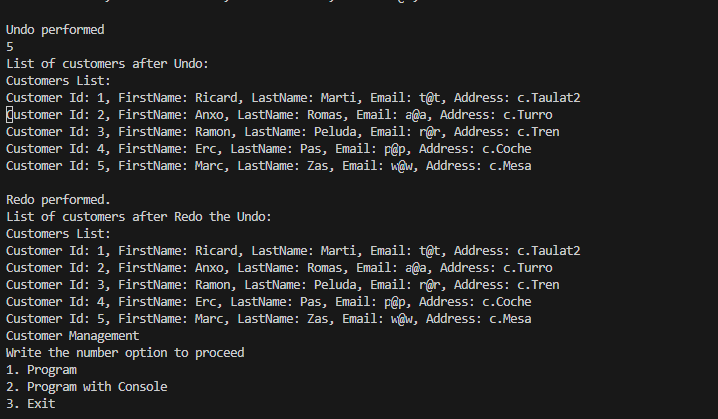 Undo performed
5
List of customers after Undo:
Customers List:
Customer Id: 1, FirstName: Ricard, LastName: Marti, Email: t@t, Address: c.Taulat2
Customer Id: 2, FirstName: Anxo, LastName: Romas, Email: a@a, Address: c.Turro
Customer Id: 3, FirstName: Ramon, LastName: Peluda, Email: r@r, Address: c.Tren
Customer Id: 4, FirstName: Erc, LastName: Pas, Email: p@p, Address: c.Coche
Customer Id: 5, FirstName: Marc, LastName: Zas, Email: w@w, Address: c.Mesa
Redo performed.
List of customers after Redo the Undo:
Customers List:
Customer Id: 1, FirstName: Ricard, LastName: Marti, Email: t@t, Address: c.Taulat2
Customer Id: 2, FirstName: Anxo, LastName: Romas, Email: a@a, Address: c.Turro
Customer Id: 3, FirstName: Ramon, LastName: Peluda, Email: r@r, Address: c.Tren
Customer Id: 4, FirstName: Erc, LastName: Pas, Email: p@p, Address: c.Coche
Customer Id: 5, FirstName: Marc, LastName: Zas, Email: w@w, Address: c.Mesa
Customer Management
Write the number option to proceed
1. Program
2. Program with Console
3. Exit